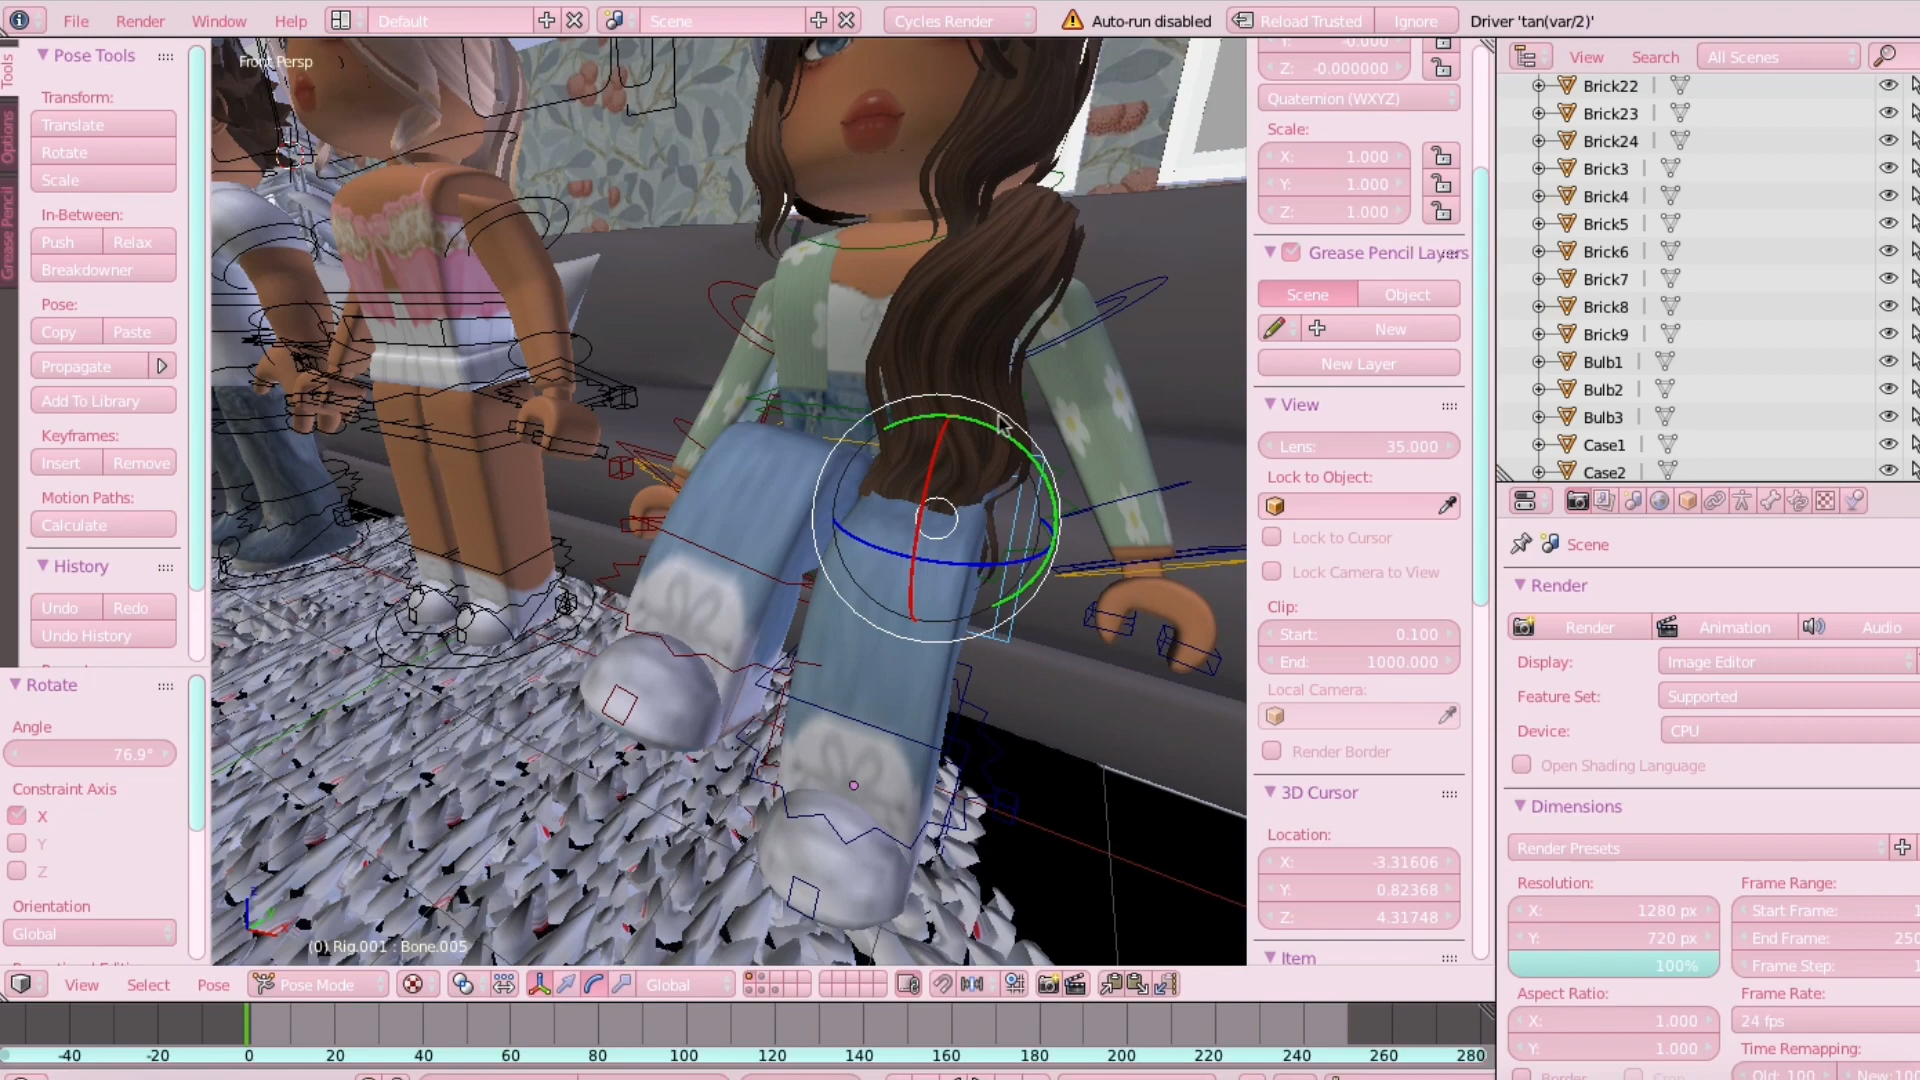 File Render Window Help Default Scene Cycles Render Auto-run disabled Reload Trusted Ignore Driver 'tan(var/2)'
Tools
Options
Grease Pencil
Pose Tools
Transform:
Translate
Rotate
Scale
In-Between:
Push Relax
Breakdowner
Pose:
Copy Paste
Propagate
Add To Library
Keyframes:
Insert Remove
Motion Paths:
Calculate
History
Undo Redo
Undo History
Rotate
Angle
76.9°
Constraint Axis
X
Y
Z
Orientation
Global
Front Persp
(0) Rig.001 : Bone.005
Y: -0.000
Z: -0.000000
Quaternion (WXYZ)
Scale:
X: 1.000
Y: 1.000
Z: 1.000
Grease Pencil Layers
Scene Object
New
New Layer
View
Lens: 35.000
Lock to Object:
Lock to Cursor
Lock Camera to View
Clip:
Start: 0.100
End: 1000.000
Local Camera:
Render Border
3D Cursor
Location:
X: -3.31606
Y: 0.82368
Z: 4.31748
Item
View Search All Scenes
Brick22
Brick23
Brick24
Brick3
Brick4
Brick5
Brick6
Brick7
Brick8
Brick9
Bulb1
Bulb2
Bulb3
Case1
Case2
Scene
Render
Render Animation Audio
Display: Image Editor
Feature Set: Supported
Device: CPU
Open Shading Language
Dimensions
Render Presets
Resolution: Frame Range:
X: 1280 px Start Frame: 1
Y: 720 px End Frame: 250
100% Frame Step: 1
Aspect Ratio: Frame Rate:
X: 1.000 24 fps
Y: 1.000 Time Remapping:
View Select Pose Pose Mode Global
-40 -20 0 20 40 60 80 100 120 140 160 180 200 220 240 260 280